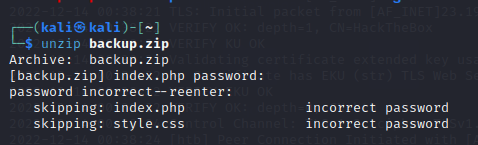 ┌──(kali㉿kali)-[~]
└─$ unzip backup.zip
Archive:  backup.zip
[backup.zip] index.php password:
password incorrect--reenter:
   skipping: index.php               incorrect password
   skipping: style.css               incorrect password